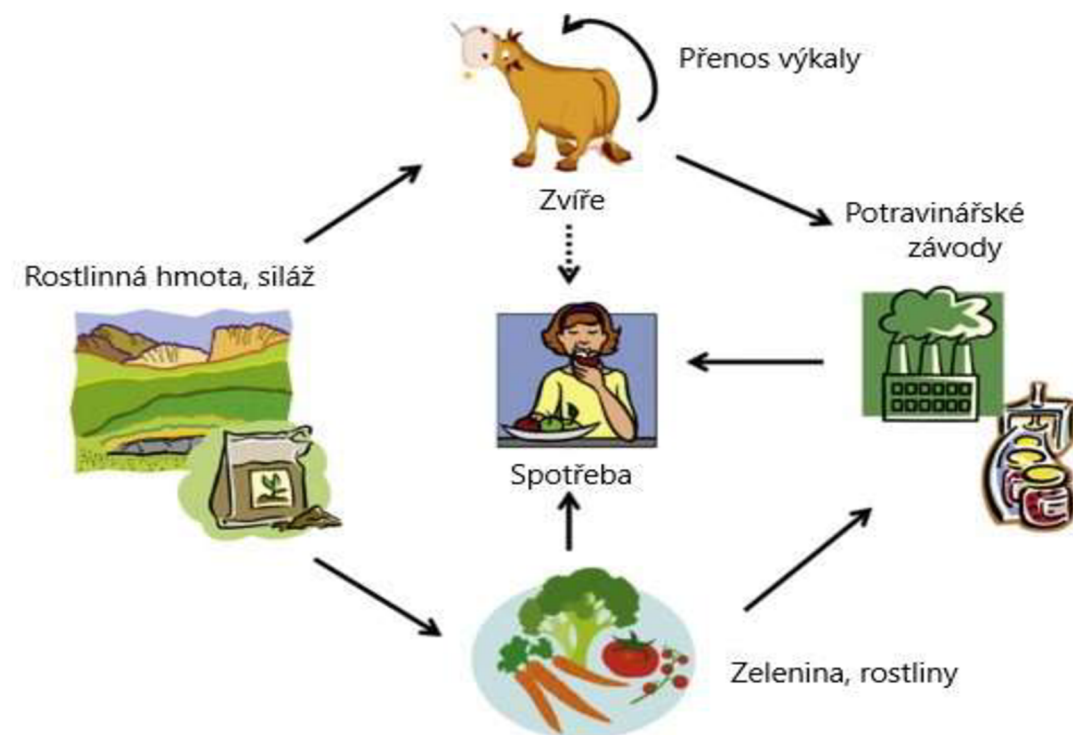 Přenos výkaly
Zvíře
Potravinářské
závody
Rostlinná hmota, siláž
Spotřeba
Zelenina, rostliny